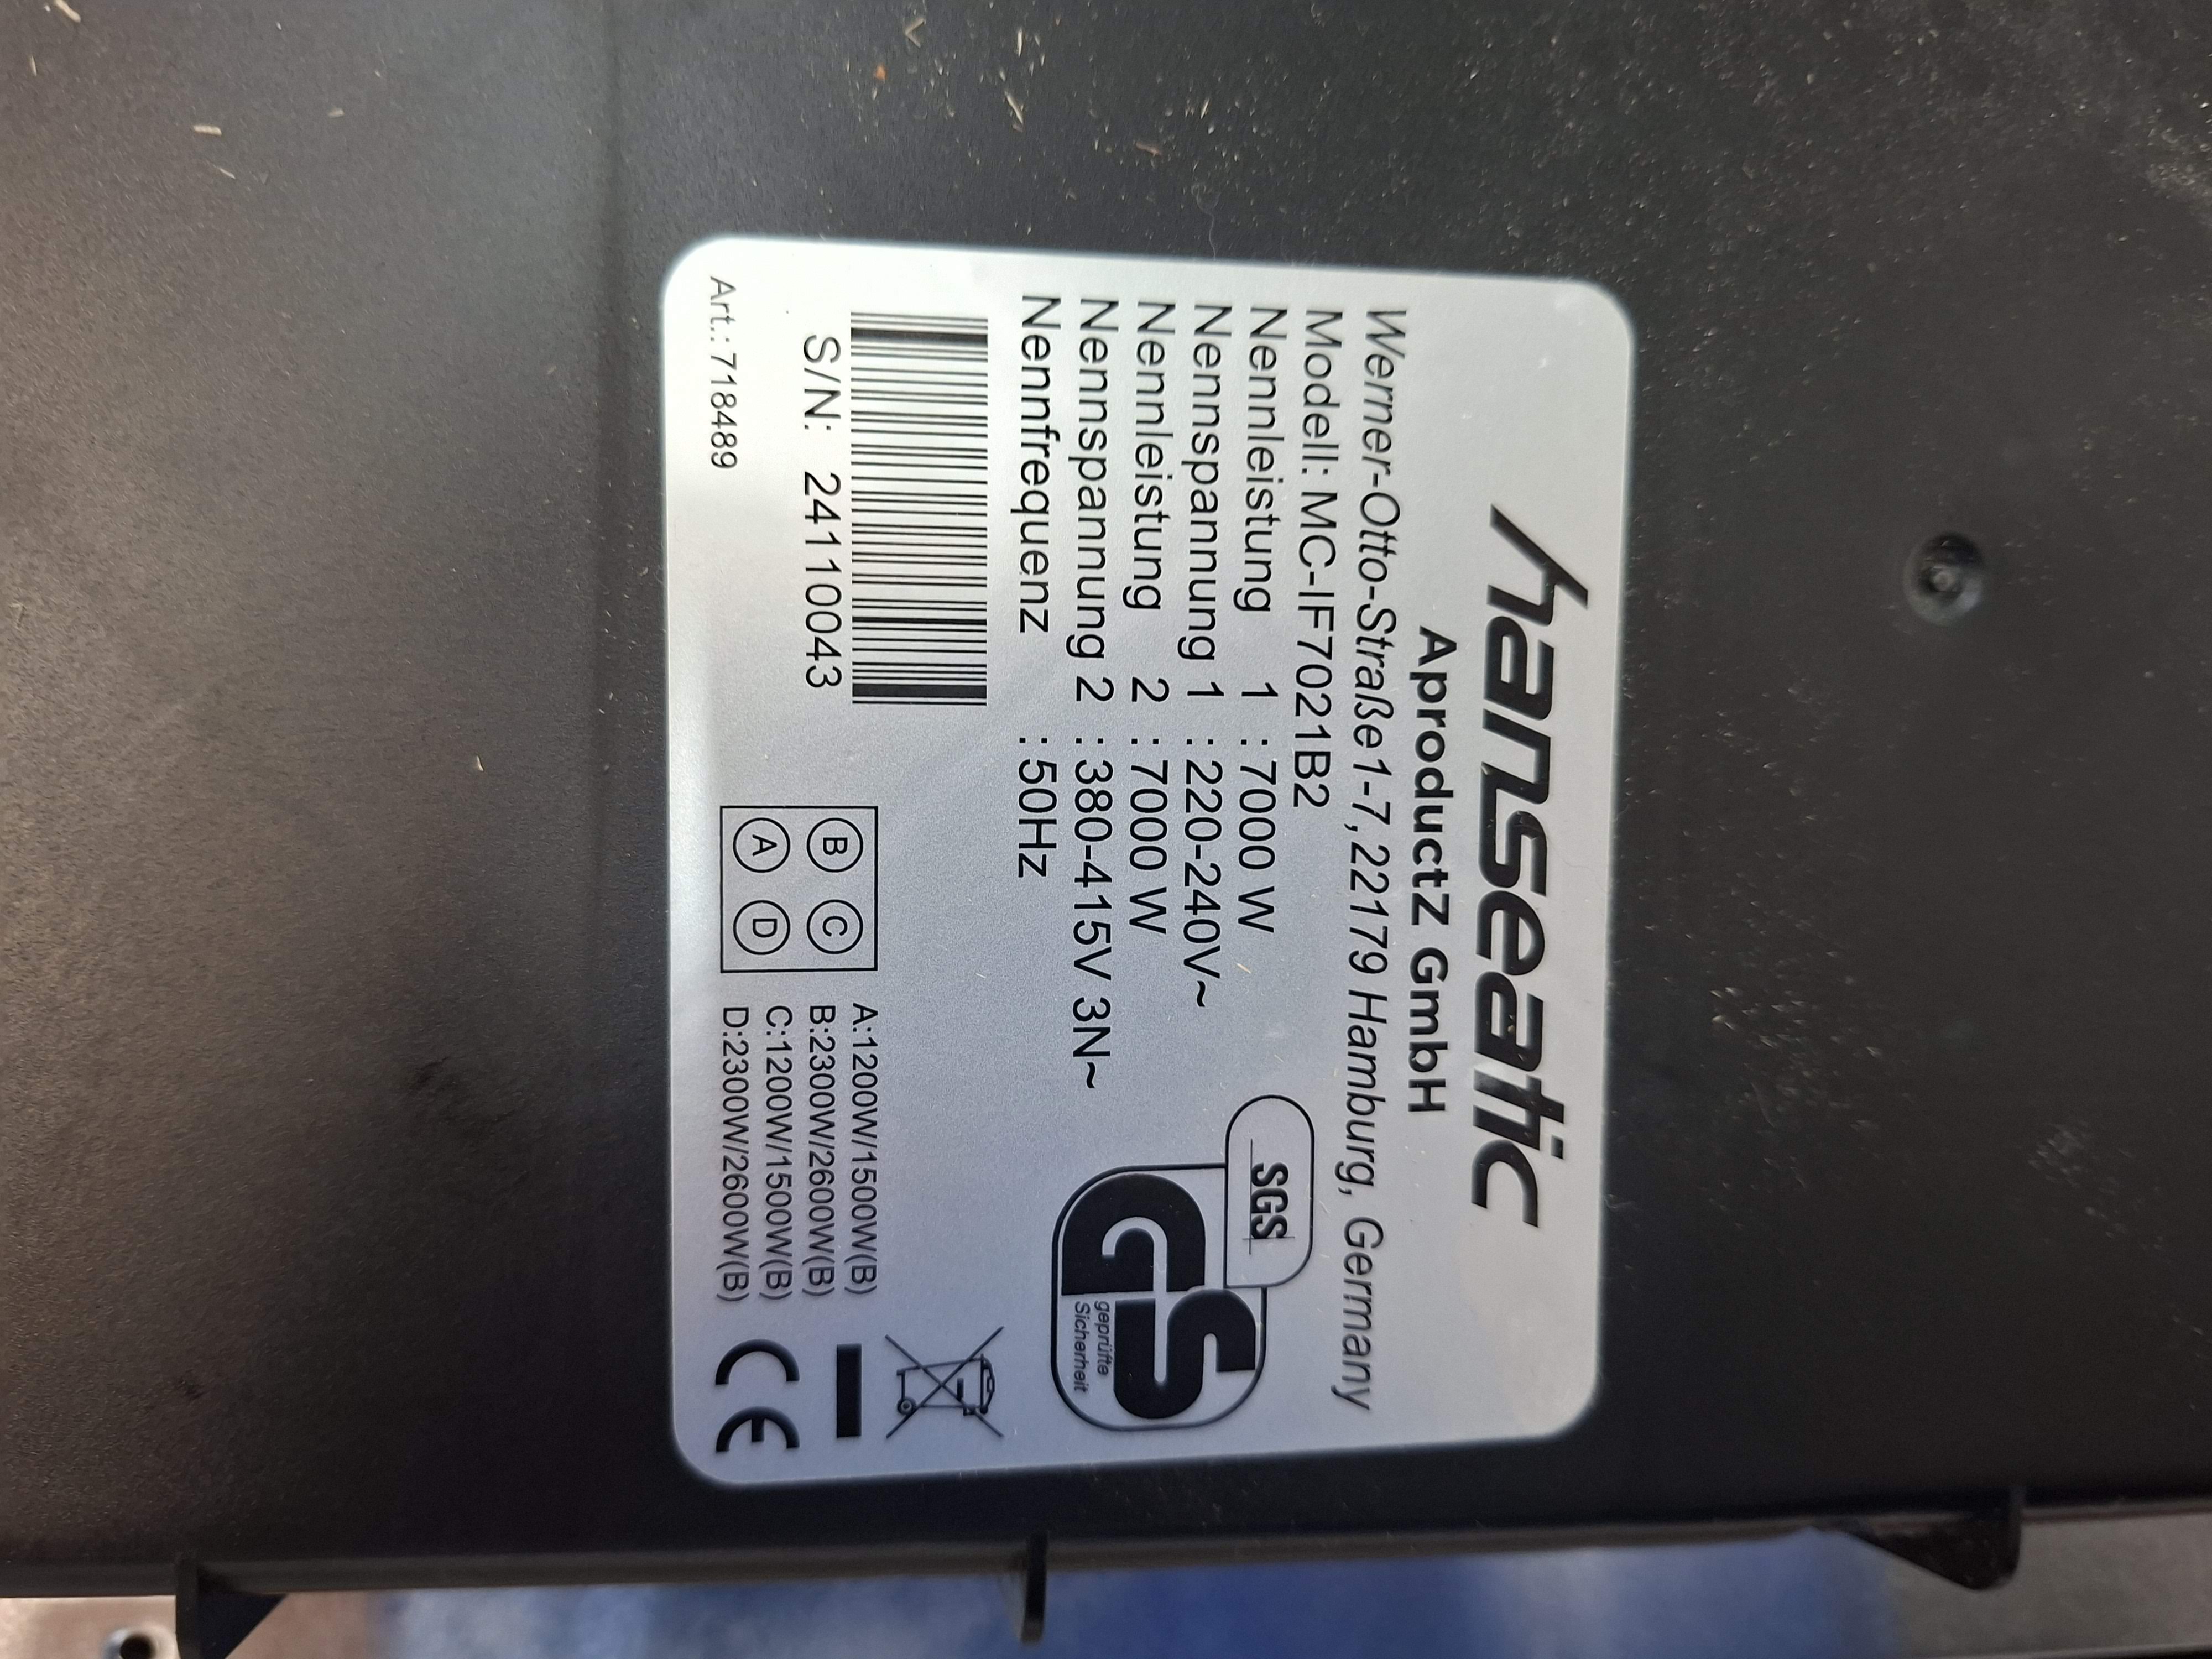 hanseatic
AproductZ GmbH
Werner-Otto-Straße1-7,22179 Hamburg, Germany
Modell: MC-IF7021B2
Nennleistung 1 : 7000 W
Nennspannung 1 : 220-240V~
Nennleistung 2 : 7000 W
Nennspannung 2 : 380-415V 3N~
Nennfrequenz : 50Hz
SGS
GS
geprüfte
Sicherheit
S/N: 24110043
Art.:718489
B C
A D
A:1200W/1500W(B)
B:2300W/2600W(B)
C:1200W/1500W(B)
D:2300W/2600W(B)
CE